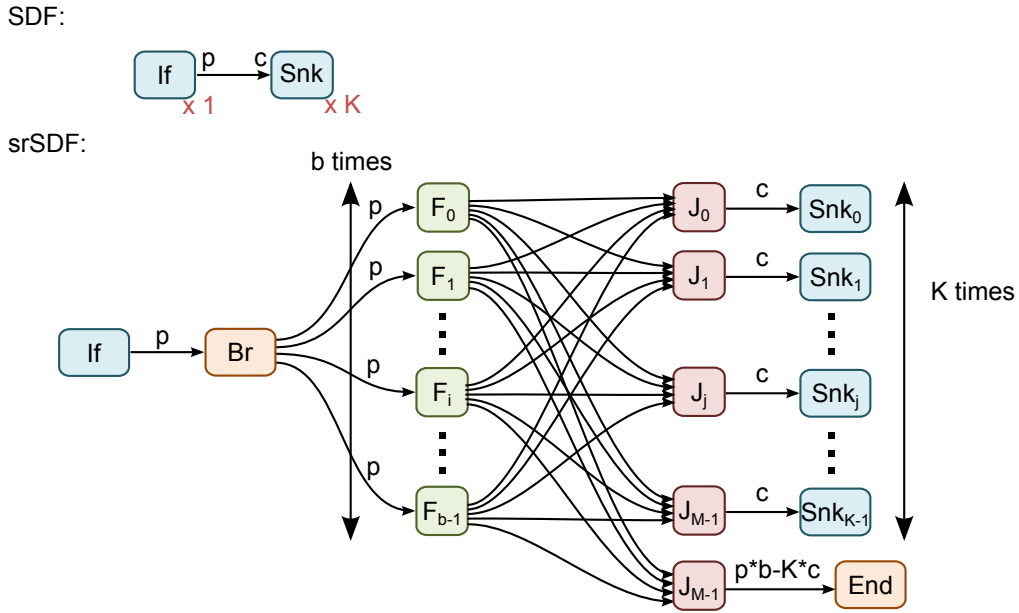 SDF:
If p c Snk
x 1 x K
srSDF:
b times
p F0 J0 c Snk0
p F1 J1 c Snk1
K times
If p Br
p Fi Jj c Snkj
p Fb-1 JM-1 c SnkK-1
JM-1 p*b-K*c End